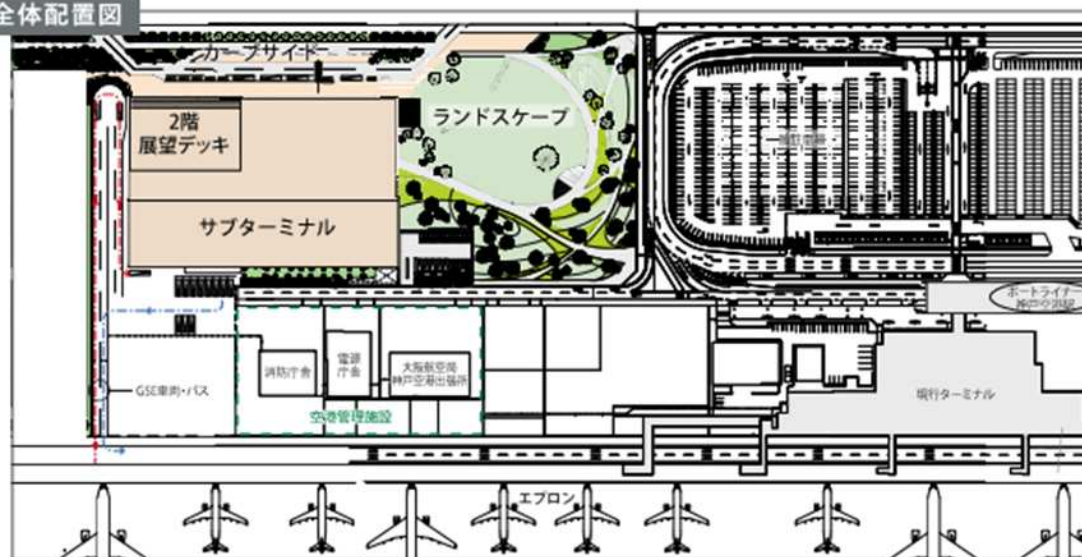 全体配置図
カーブサイド
2階
展望デッキ
ランドスケープ
サブターミナル
ポートライナー
神戸空港駅
消防庁舎
電源
庁舎
大阪航空局
神戸空港出張所
GSE車両・バス
空港管理施設
現行ターミナル
エプロン